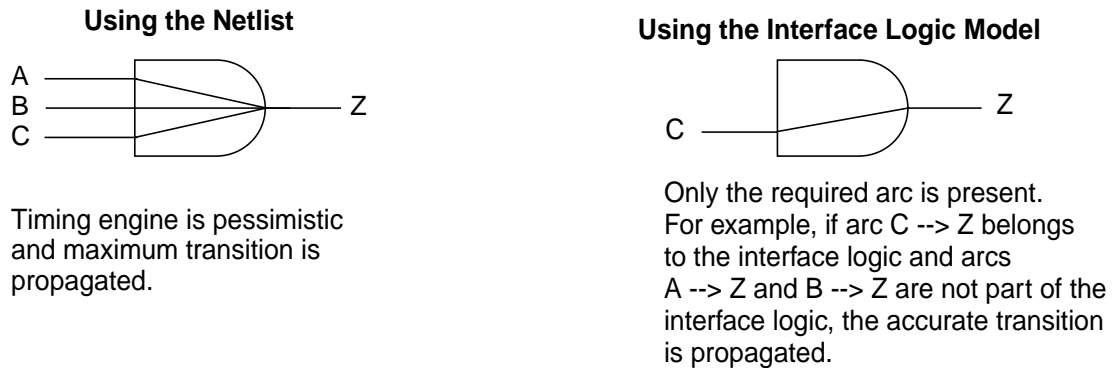 Using the Netlist
A
B
C
Z
Timing engine is pessimistic
and maximum transition is
propagated.
Using the Interface Logic Model
C
Z
Only the required arc is present.
For example, if arc C --> Z belongs
to the interface logic and arcs
A --> Z and B --> Z are not part of the
interface logic, the accurate transition
is propagated.